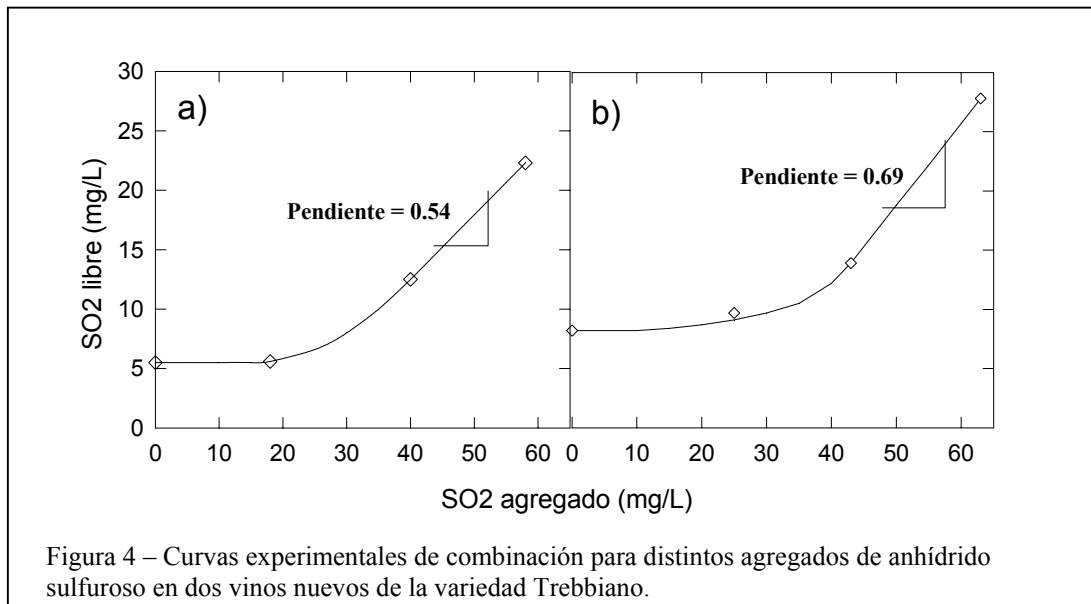 30
25
20
15
10
5
0
SO2 libre (mg/L)
a)
Pendiente = 0.54
0 10 20 30 40 50 60
b)
Pendiente = 0.69
0 10 20 30 40 50 60
SO2 agregado (mg/L)
Figura 4 – Curvas experimentales de combinación para distintos agregados de anhídrido
sulfuroso en dos vinos nuevos de la variedad Trebbiano.